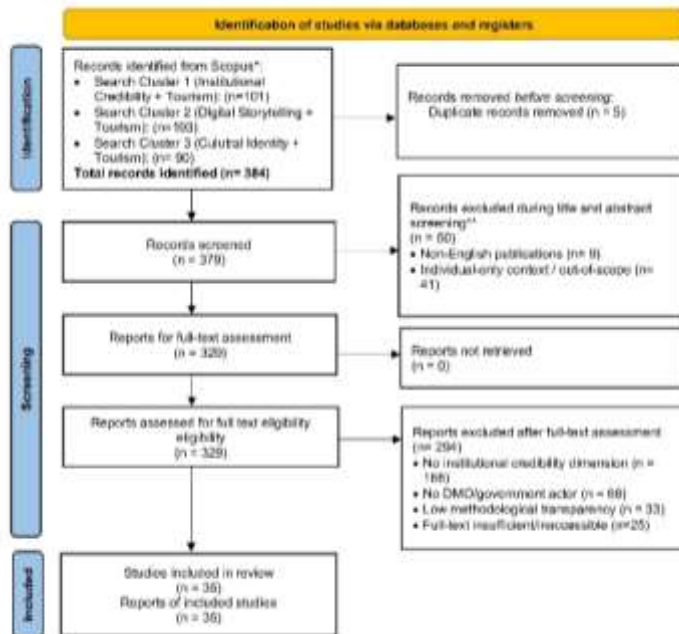 Identification of studies via databases and registers
Identification
Records identified from Scopus*:
• Search Cluster 1 (Institutional
Credibility + Tourism): (n=101)
• Search Cluster 2 (Digital Storytelling +
Tourism): (n=193)
• Search Cluster 3 (Culutral Identity +
Tourism): (n= 90)
Total records identified (n= 384)
Records removed before screening:
Duplicate records removed (n = 5)
Screening
Records screened
(n = 379)
Records excluded during title and abstract
screening**
(n = 50)
• Non-English publications (n= 9)
• Individual-only context / out-of-scope (n=
41)
Reports for full-text assessment
(n = 329)
Reports not retrieved
(n = 0)
Reports assessed for full text eligibility
eligibility
(n = 329)
Reports excluded after full-text assessment
(n= 294)
• No institutional credibility dimension (n =
168)
• No DMO/government actor (n = 68)
• Low methodological transparency (n = 33)
• Full-text insufficient/inaccessible (n=25)
Included
Studies included in review
(n = 35)
Reports of included studies
(n = 35)